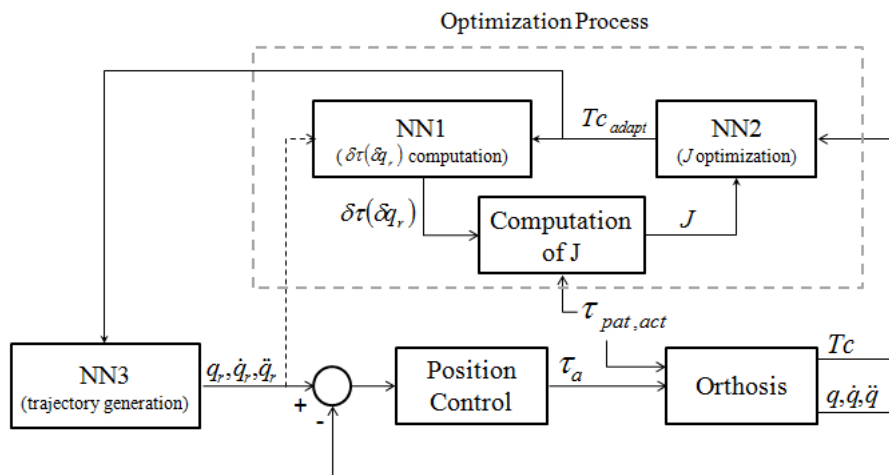 Optimization Process
NN1
(δτ(δq_r) computation)
Tc_adapt
NN2
(J optimization)
δτ(δq_r)
Computation
of J
J
τ_pat,act
NN3
(trajectory generation)
q_r, q̇_r, q̈_r
+
-
Position
Control
τ_a
Orthosis
Tc
q, q̇, q̈